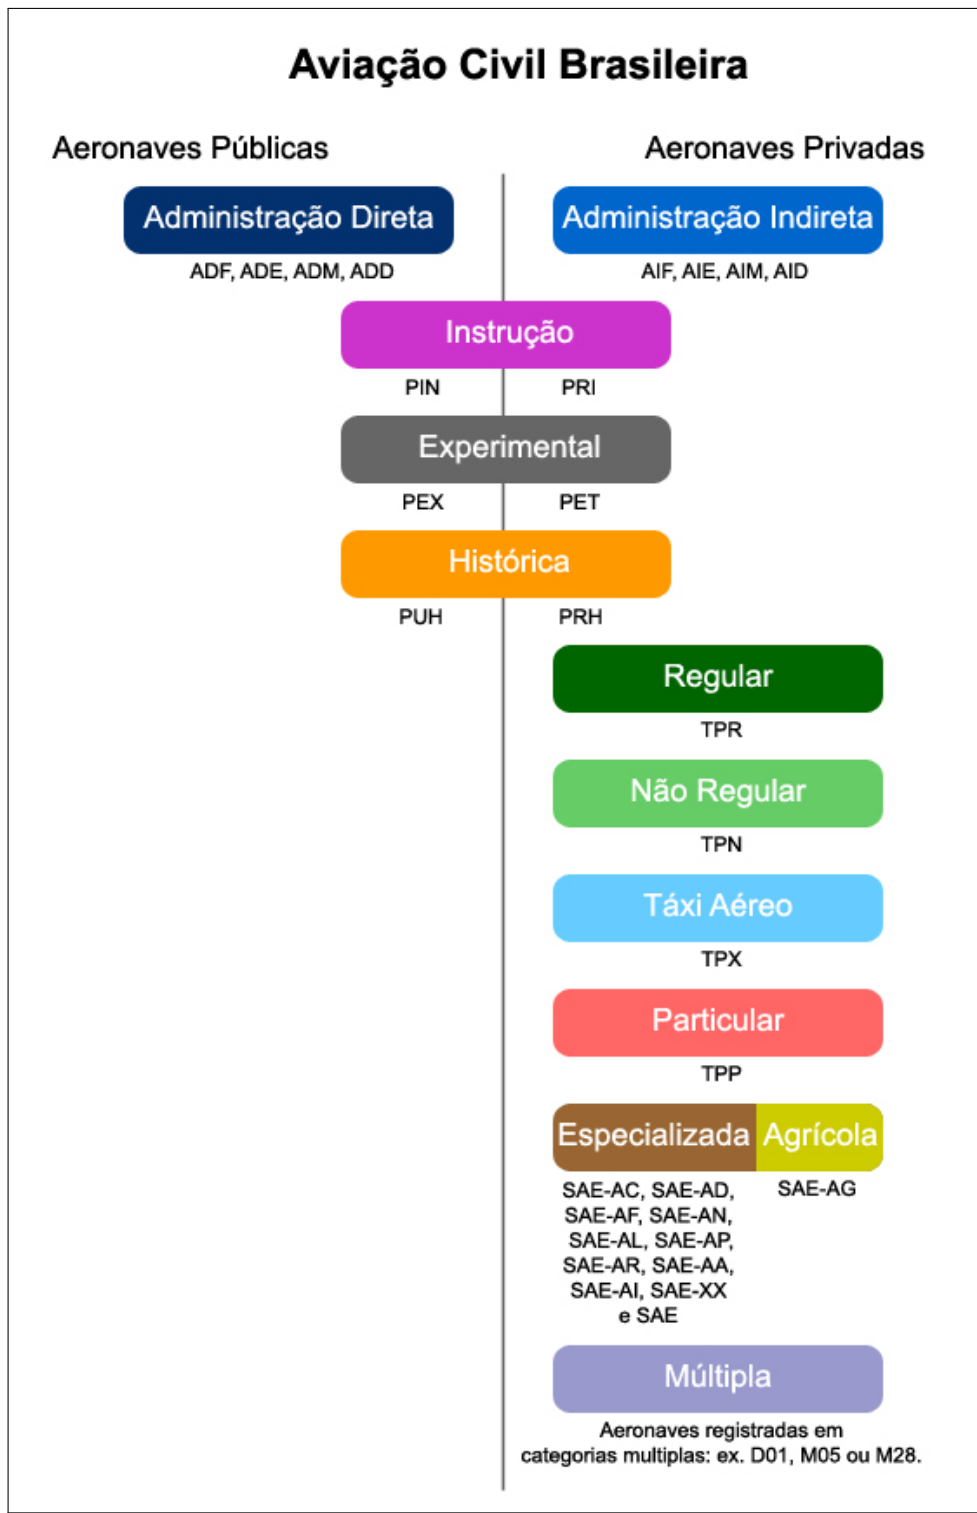 Aviação Civil Brasileira
Aeronaves Públicas
Aeronaves Privadas
Administração Direta
Administração Indireta
ADF, ADE, ADM, ADD
AIF, AIE, AIM, AID
Instrução
PIN
PRI
Experimental
PEX
PET
Histórica
PUH
PRH
Regular
TPR
Não Regular
TPN
Táxi Aéreo
TPX
Particular
TPP
Especializada
Agrícola
SAE-AC, SAE-AD,
SAE-AF, SAE-AN,
SAE-AL, SAE-AP,
SAE-AR, SAE-AA,
SAE-AI, SAE-XX
e SAE
SAE-AG
Múltipla
Aeronaves registradas em
categorias multiplas: ex. D01, M05 ou M28.